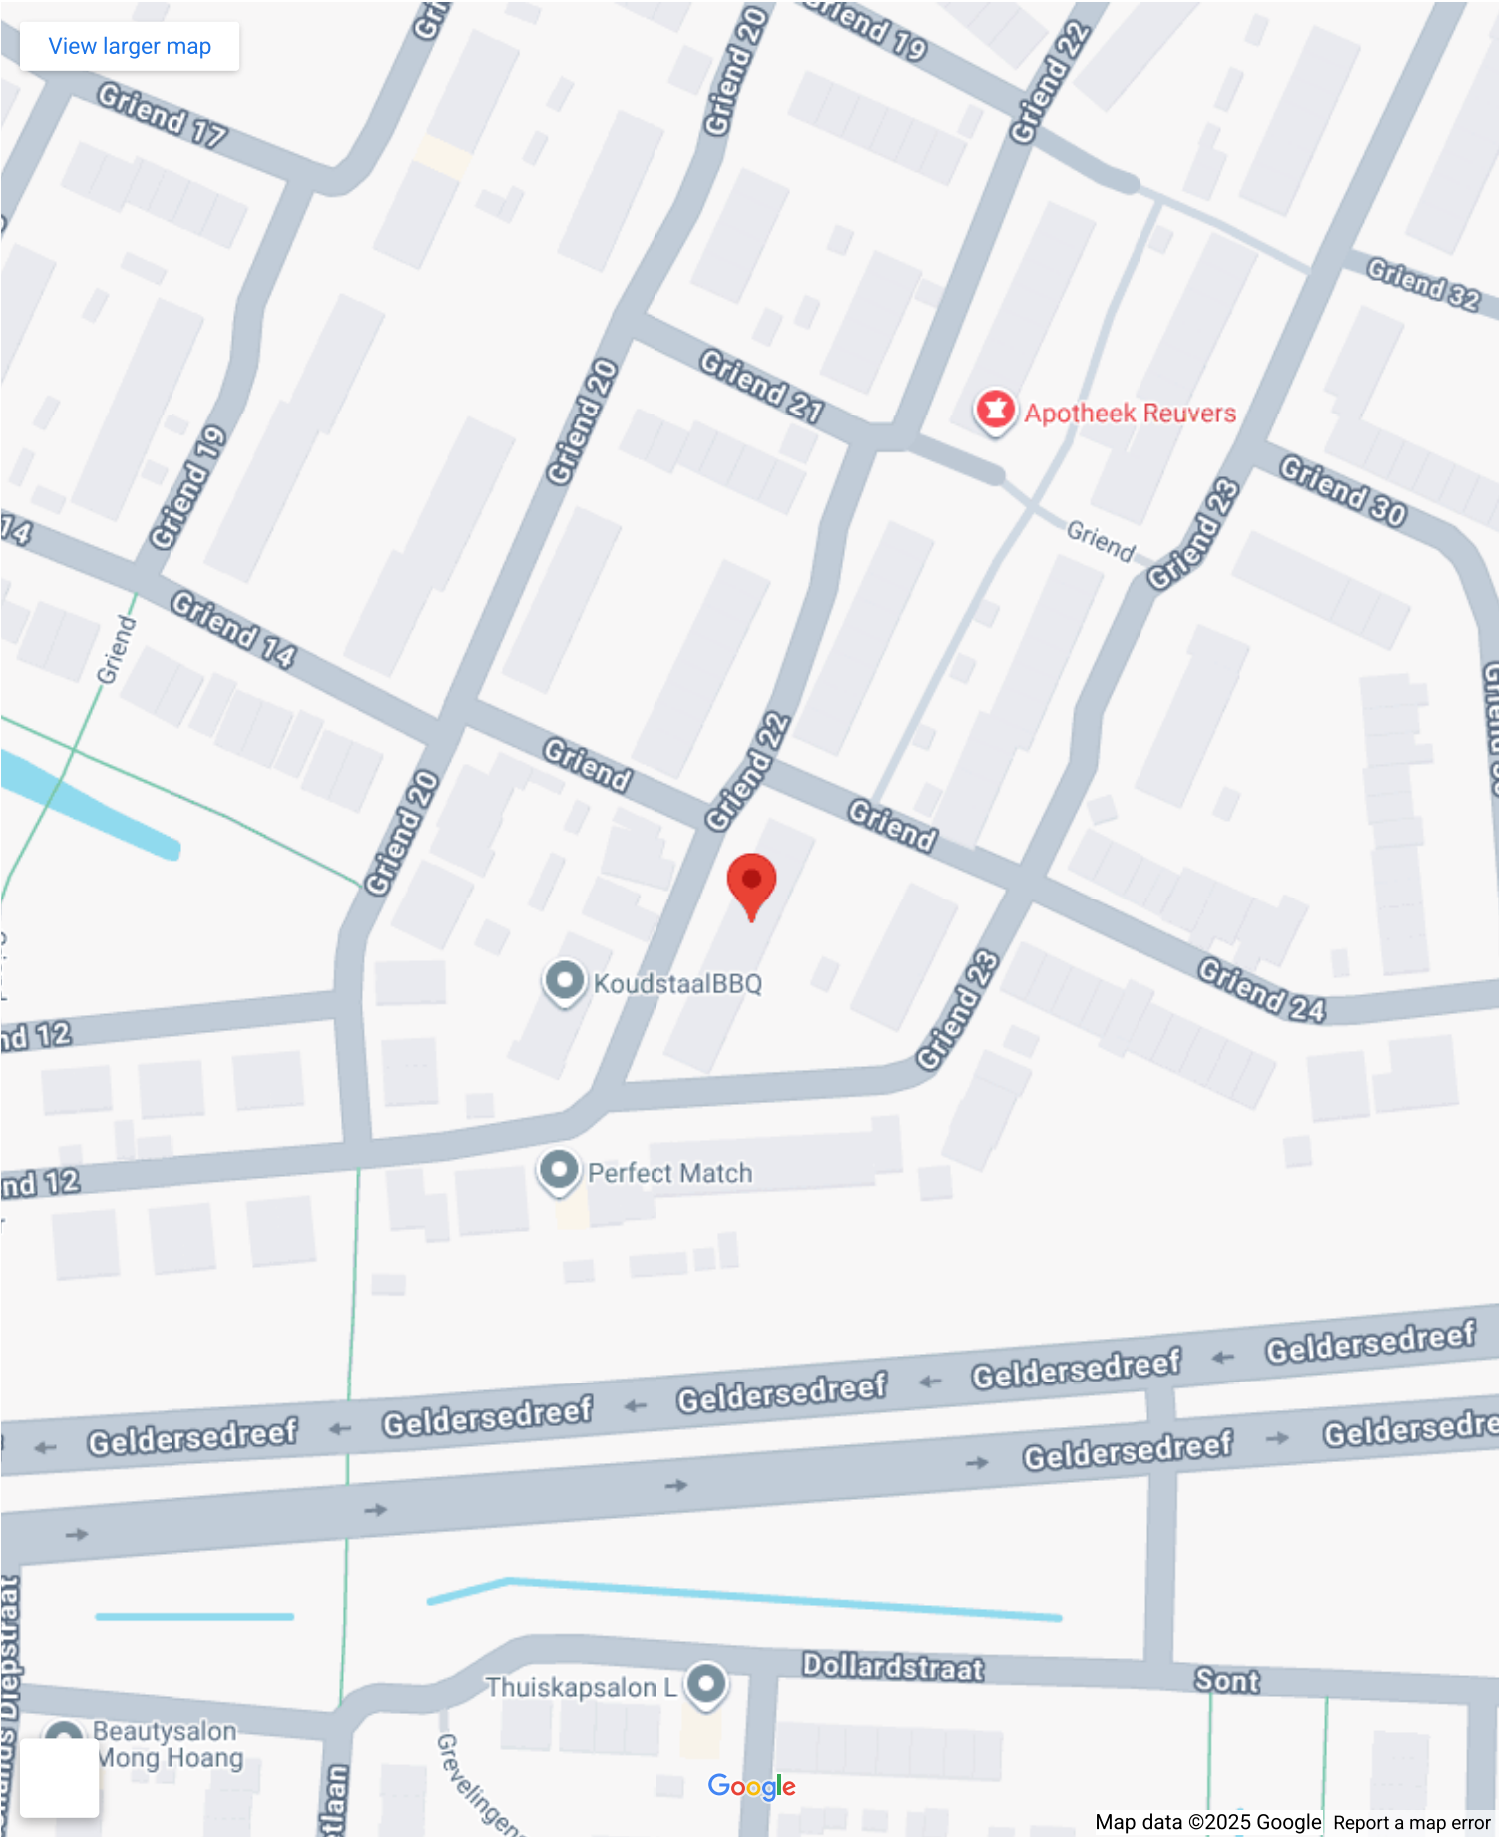 View larger map
Griend 17
Griend 20
Griend 19
Griend 22
Griend 32
Griend 21
Griend 20
Apotheek Reuvers
Griend 19
Griend 23
Griend 30
14
Griend
Griend 14
Griend
Griend
Griend 22
Griend 20
Griend
KoudstaalBBQ
Griend 23
Griend 24
nd 12
Perfect Match
nd 12
Geldersedreef
Geldersedreef
Geldersedreef
Geldersedreef
Geldersedreef
Geldersedreef
Geldersedre
Diepstraat
Dollardstraat
Sont
Thuiskapsalon L
Beautysalon
Mong Hoang
Grevelingen
etlaan
Google
Map data ©2025 Google
Report a map error